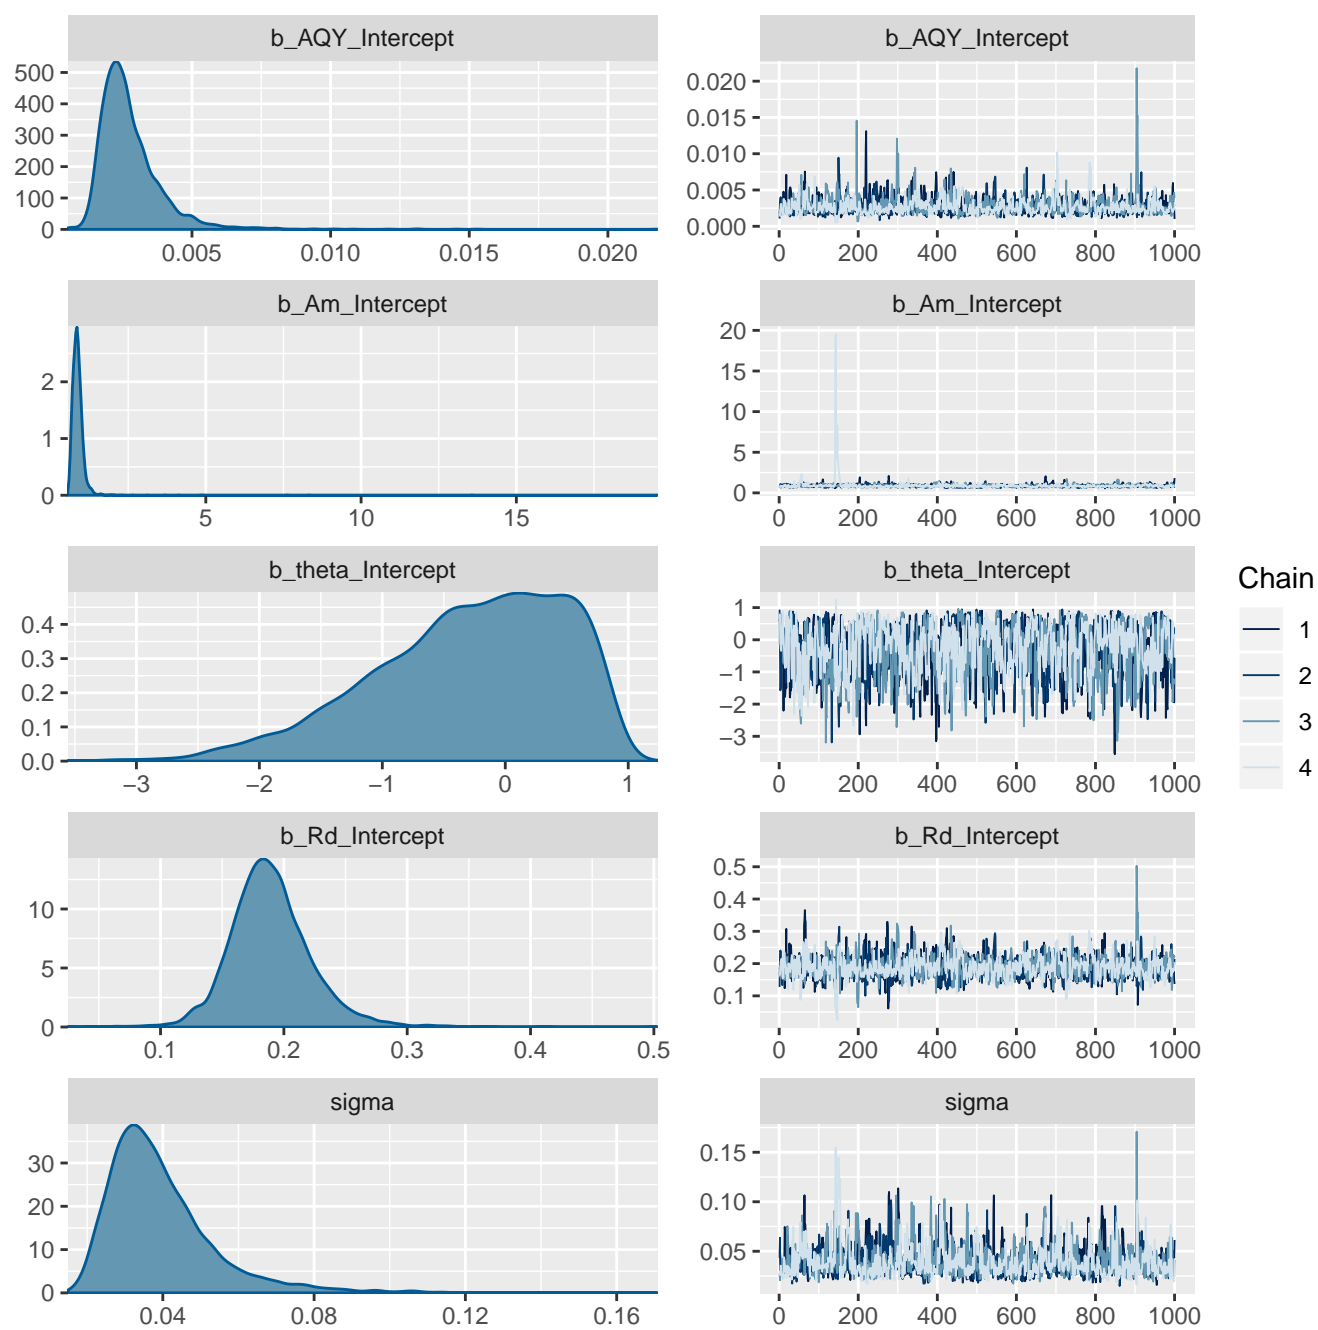 b_AQY_Intercept
500
400
300
200
100
0
0.005 0.010 0.015 0.020
b_AQY_Intercept
0.020
0.015
0.010
0.005
0.000
0 200 400 600 800 1000
b_Am_Intercept
2
1
0
5 10 15
b_Am_Intercept
20
15
10
5
0
0 200 400 600 800 1000
b_theta_Intercept
0.4
0.3
0.2
0.1
0.0
−3 −2 −1 0 1
b_theta_Intercept
1
0
−1
−2
−3
0 200 400 600 800 1000
b_Rd_Intercept
10
5
0
0.1 0.2 0.3 0.4 0.5
b_Rd_Intercept
0.5
0.4
0.3
0.2
0.1
0 200 400 600 800 1000
sigma
30
20
10
0
0.04 0.08 0.12 0.16
sigma
0.15
0.10
0.05
0 200 400 600 800 1000
Chain
1
2
3
4